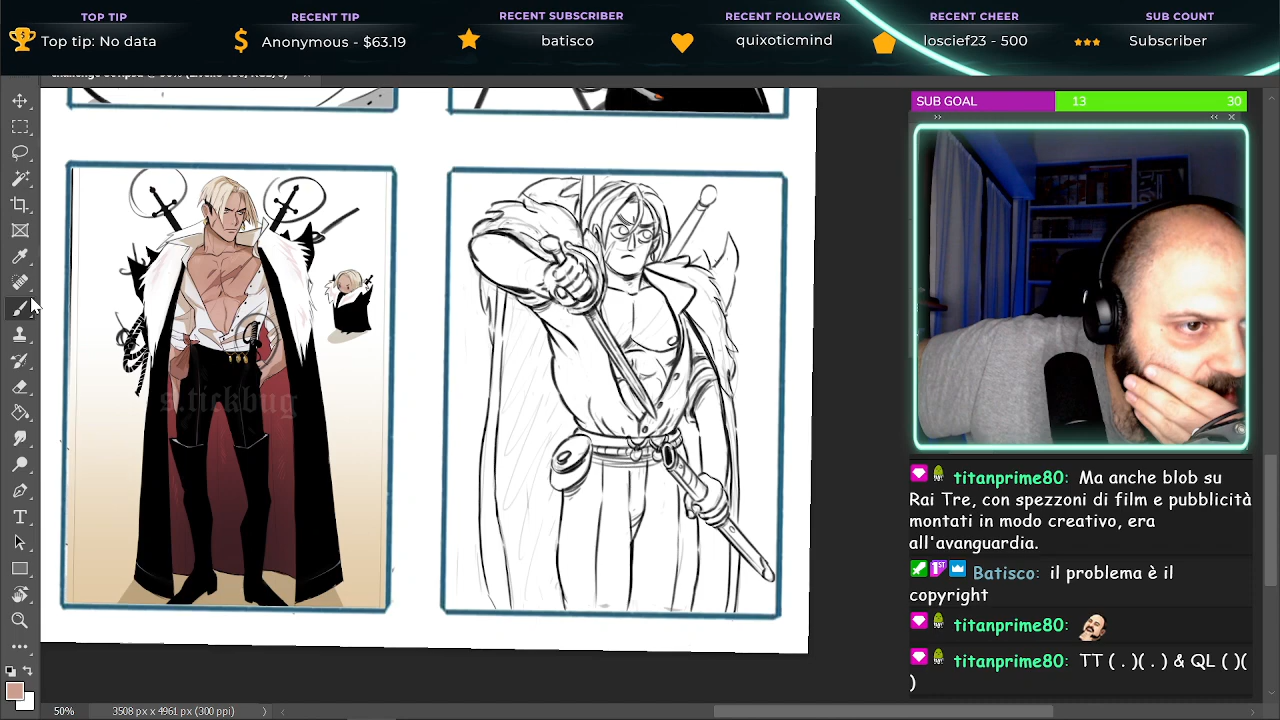 TOP TIP
Top tip: No data
RECENT TIP
Anonymous - $63.19
RECENT SUBSCRIBER
batisco
RECENT FOLLOWER
quixoticmind
RECENT CHEER
loscief23 - 500
SUB COUNT
Subscriber
SUB GOAL 13 30
s.tickbug
titanprime80: Ma anche blob su
Rai Tre, con spezzoni di film e pubblicità
montati in modo creativo, era
all'avanguardia.
1ST Batisco: il problema è il
copyright
titanprime80:
titanprime80: TT ( . )( . ) & QL ( )(
)
50% 3508 px x 4961 px (300 ppi)